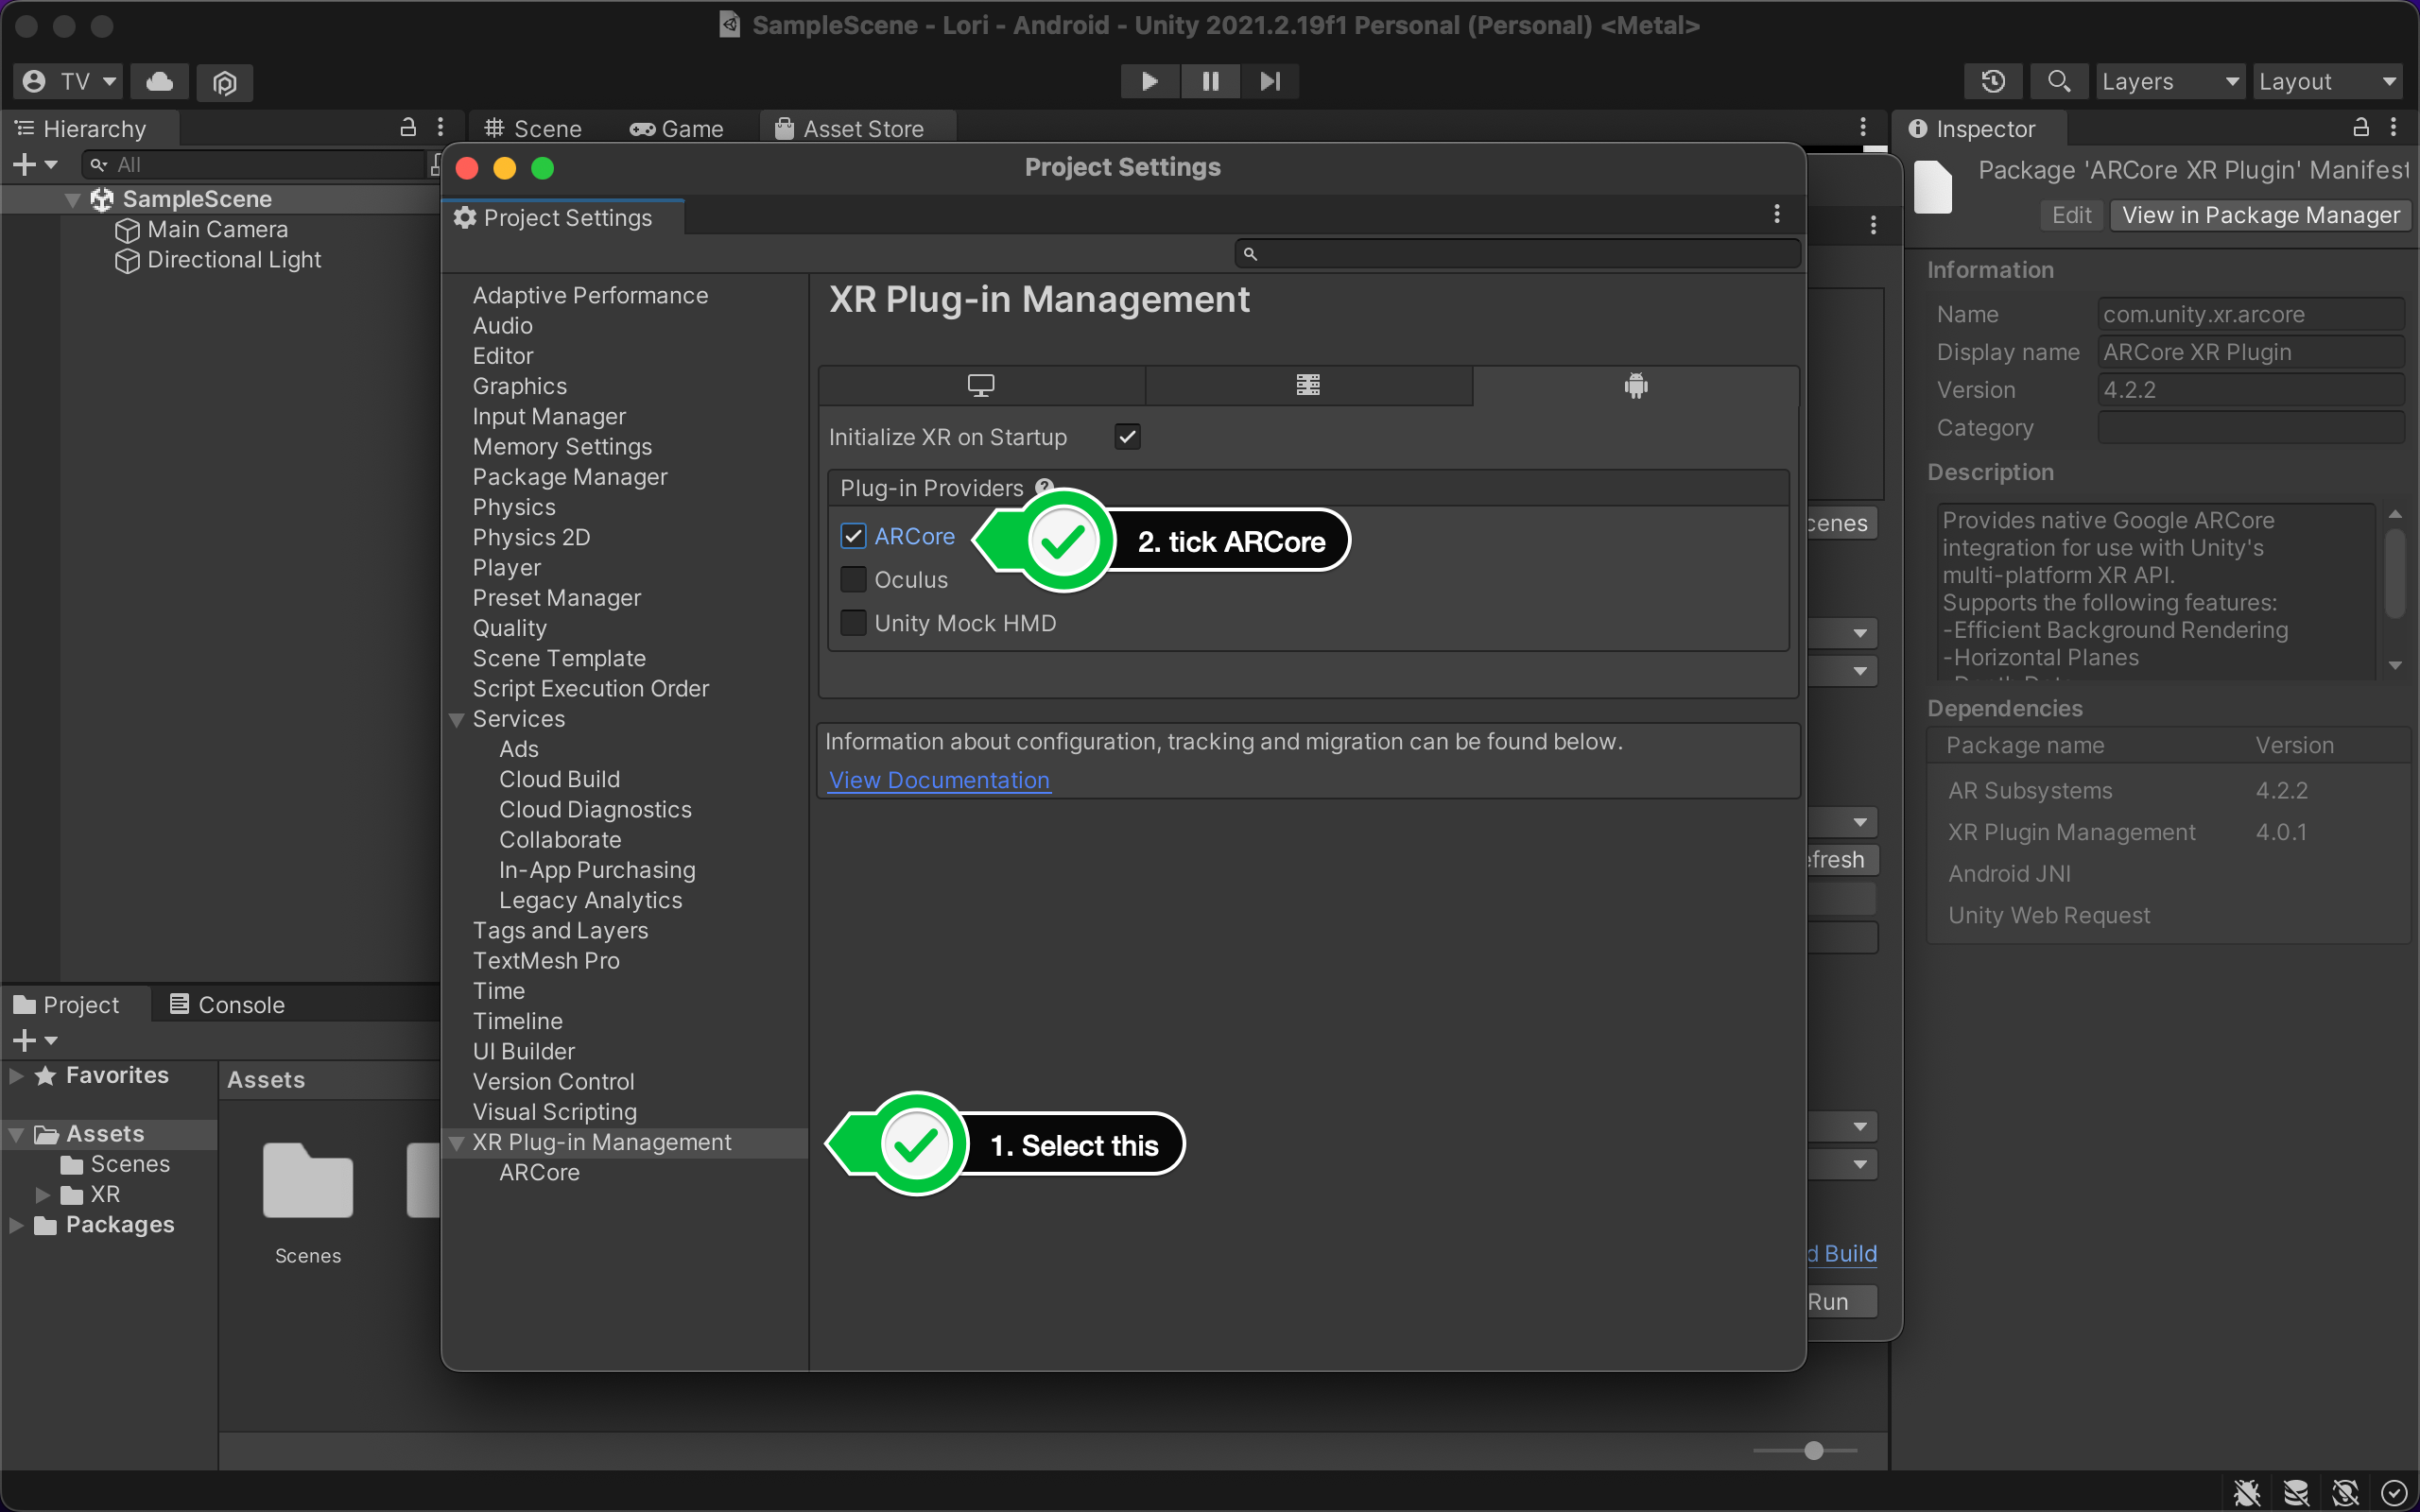 SampleScene - Lori - Android - Unity 2021.2.19f1 Personal (Personal) <Metal>
TV
Layers
Layout
Hierarchy
Scene
Game
Asset Store
Inspector
All
SampleScene
Main Camera
Directional Light
Project Settings
Project Settings
Adaptive Performance
Audio
Editor
Graphics
Input Manager
Memory Settings
Package Manager
Physics
Physics 2D
Player
Preset Manager
Quality
Scene Template
Script Execution Order
Services
Ads
Cloud Build
Cloud Diagnostics
Collaborate
In-App Purchasing
Legacy Analytics
Tags and Layers
TextMesh Pro
Time
Timeline
UI Builder
Version Control
Visual Scripting
XR Plug-in Management
ARCore
1. Select this
XR Plug-in Management
Initialize XR on Startup
Plug-in Providers
ARCore
2. tick ARCore
Oculus
Unity Mock HMD
Information about configuration, tracking and migration can be found below.
View Documentation
cenes
efresh
d Build
Run
Package 'ARCore XR Plugin' Manifest
Edit
View in Package Manager
Information
Name com.unity.xr.arcore
Display name ARCore XR Plugin
Version 4.2.2
Category
Description
Provides native Google ARCore
integration for use with Unity's
multi-platform XR API.
Supports the following features:
-Efficient Background Rendering
-Horizontal Planes
Dependencies
Package name Version
AR Subsystems 4.2.2
XR Plugin Management 4.0.1
Android JNI
Unity Web Request
Project
Console
Favorites
Assets
Scenes
XR
Packages
Assets
Scenes